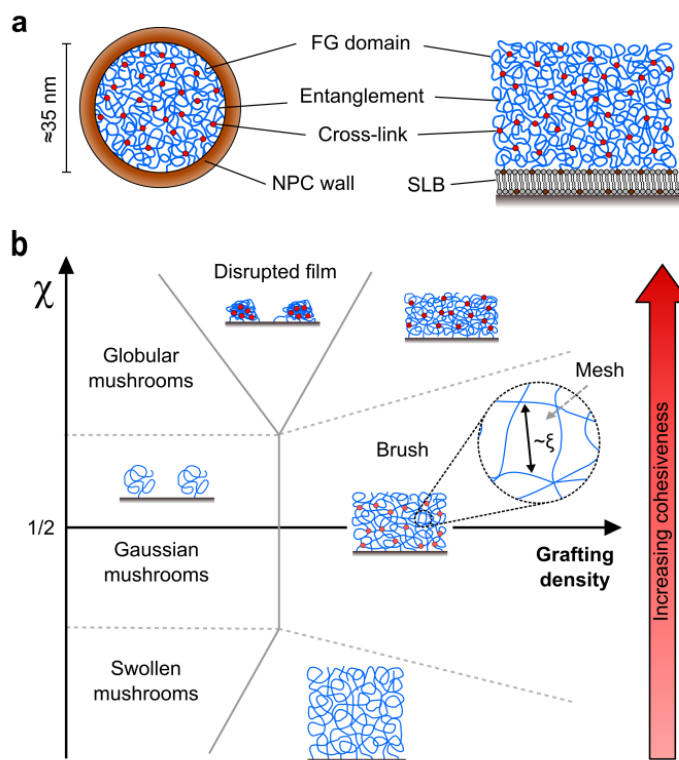 a
FG domain
Entanglement
Cross-link
NPC wall
SLB
≈35 nm
b
χ
Disrupted film
Globular
mushrooms
Mesh
~ξ
Brush
1/2
Gaussian
mushrooms
Grafting
density
Swollen
mushrooms
Increasing cohesiveness